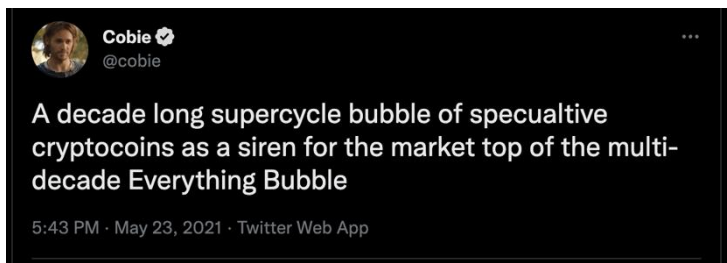 Cobie
@cobie
A decade long supercycle bubble of specualtive
cryptocoins as a siren for the market top of the multi-
decade Everything Bubble
5:43 PM · May 23, 2021 · Twitter Web App